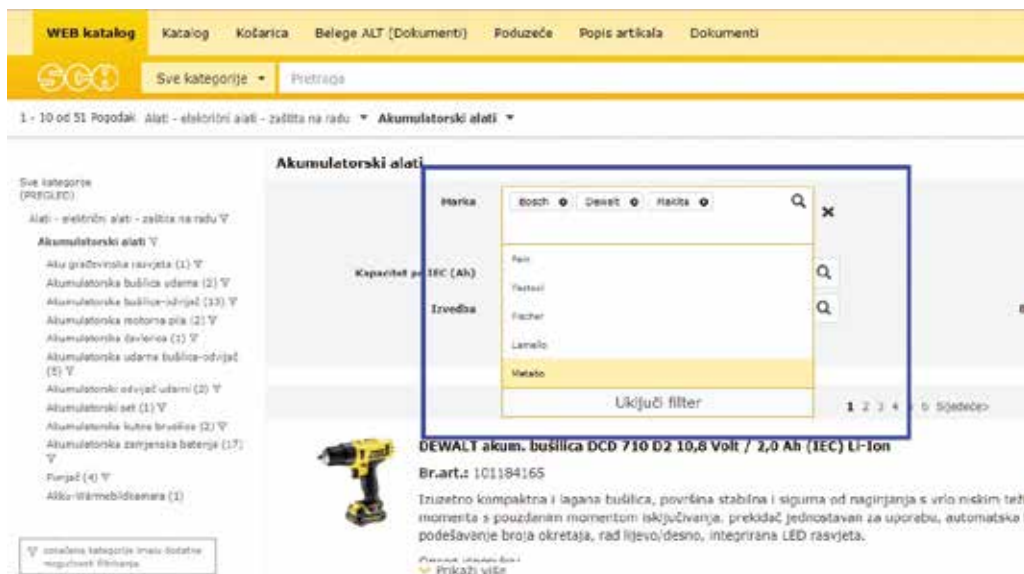 WEB katalog Katalog Košarica Belege ALT (Dokumenti) Poduzeće Popis artikala Dokumenti
SCH Sve kategorije Pretraga
1 - 10 od 51 Pogodak Alati - električni alati - zaštita na radu Akumulatorski alati
Akumulatorski alati
Sve kategorije
(PREGLED)
Alati - električni alati - zaštita na radu
Akumulatorski alati
Aku građevinska rasvjeta (1)
Akumulatorska bušilica udarna (2)
Akumulatorska bušilica-odvijač (13)
Akumulatorska motorna pila (2)
Akumulatorska čavlerica (1)
Akumulatorska udarna bušilica-odvijač
(5)
Akumulatorski odvijač udarni (2)
Akumulatorski set (1)
Akumulatorska kutna brusilica (2)
Akumulatorska zamjenska baterija (17)
Punjač (4)
Akku-Wärmebildkamera (1)
označene kategorije imaju dodatne
mogućnosti filtriranja
Marka Bosch Dewalt Makita
Kapacitet po IEC (Ah)
Izvedba
Fein
Festool
Fischer
Lamello
Metabo
Uključi filter
1 2 3 4 5 6 Sljedeće>
DEWALT akum. bušilica DCD 710 D2 10,8 Volt / 2,0 Ah (IEC) Li-Ion
Br.art.: 101184165
Izuzetno kompaktna i lagana bušilica, površina stabilna i sigurna od naginjanja s vrlo niskim
momenta s pouzdanim momentom isključivanja, prekidač jednostavan za uporabu, automatska
podešavanje broja okretaja, rad lijevo/desno, integrirana LED rasvjeta.
Prikaži više